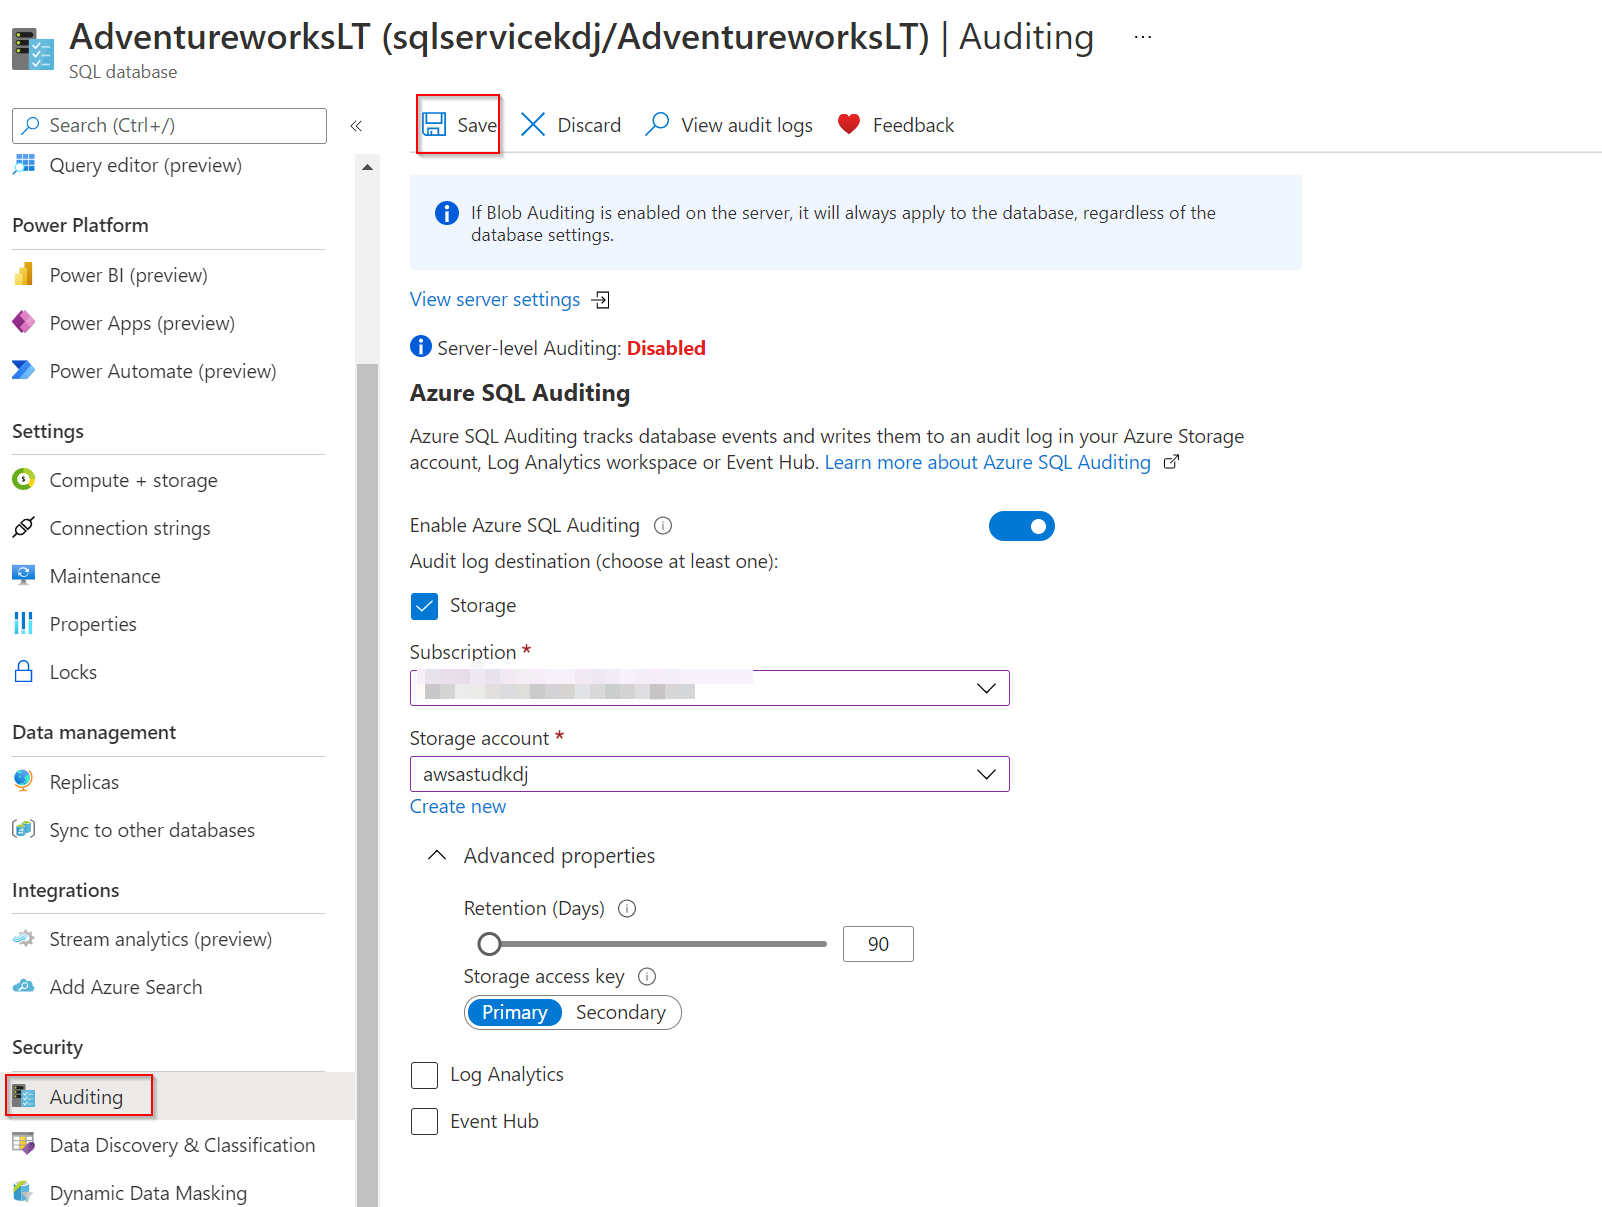 AdventureworksLT (sqlservicekdj/AdventureworksLT) | Auditing ...
SQL database
Search (Ctrl+/)
«
Query editor (preview)
Power Platform
Power BI (preview)
Power Apps (preview)
Power Automate (preview)
Settings
Compute + storage
Connection strings
Maintenance
Properties
Locks
Data management
Replicas
Sync to other databases
Integrations
Stream analytics (preview)
Add Azure Search
Security
Auditing
Data Discovery & Classification
Dynamic Data Masking
Save
Discard
View audit logs
Feedback
If Blob Auditing is enabled on the server, it will always apply to the database, regardless of the
database settings.
View server settings
Server-level Auditing: Disabled
Azure SQL Auditing
Azure SQL Auditing tracks database events and writes them to an audit log in your Azure Storage
account, Log Analytics workspace or Event Hub. Learn more about Azure SQL Auditing
Enable Azure SQL Auditing
Audit log destination (choose at least one):
Storage
Subscription *
Storage account *
awsastudkdj
Create new
Advanced properties
Retention (Days)
90
Storage access key
Primary Secondary
Log Analytics
Event Hub